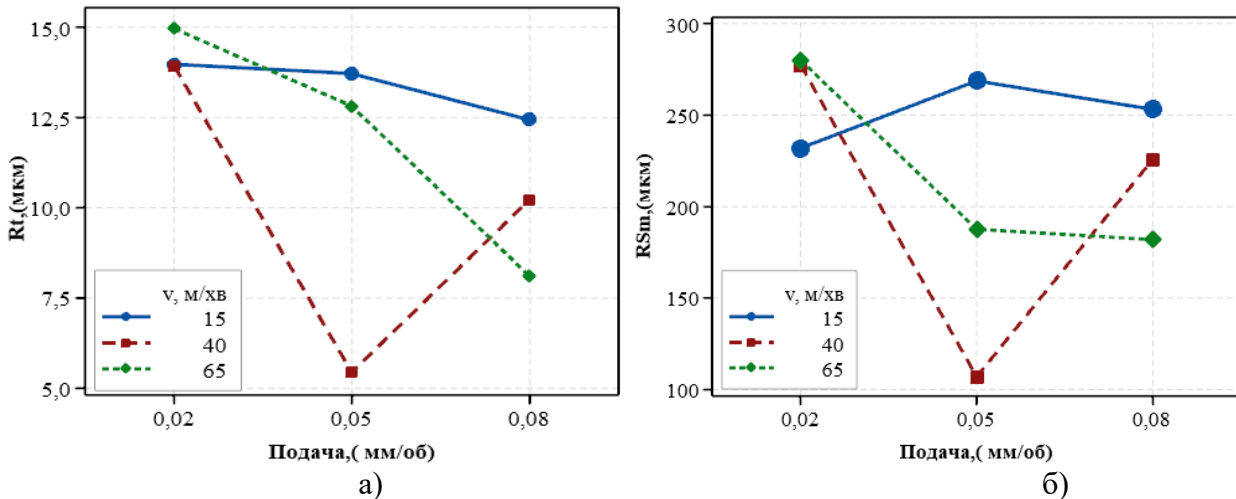 15,0
12,5
10,0
7,5
5,0
Rt,(мкм)
v, м/хв
15
40
65
0,02
0,05
0,08
Подача,( мм/об)
а)
300
250
200
150
100
RSm,(мкм)
v, м/хв
15
40
65
0,02
0,05
0,08
Подача,( мм/об)
б)